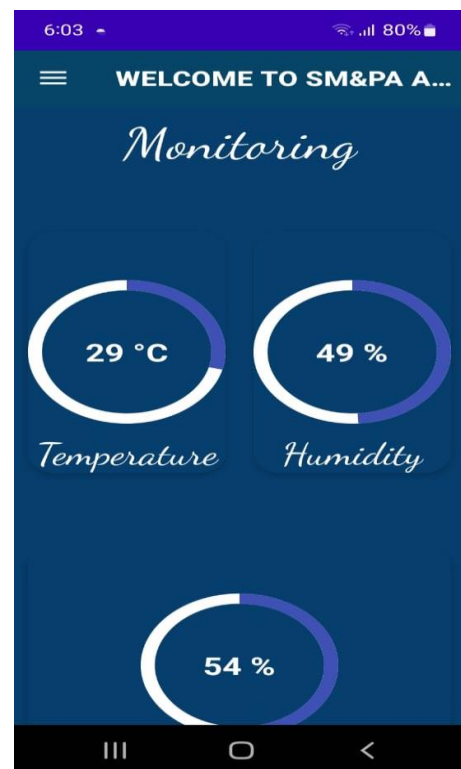 6:03 80%
WELCOME TO SM&PA A...
Monitoring
29 °C 49 %
Temperature Humidity
54 %